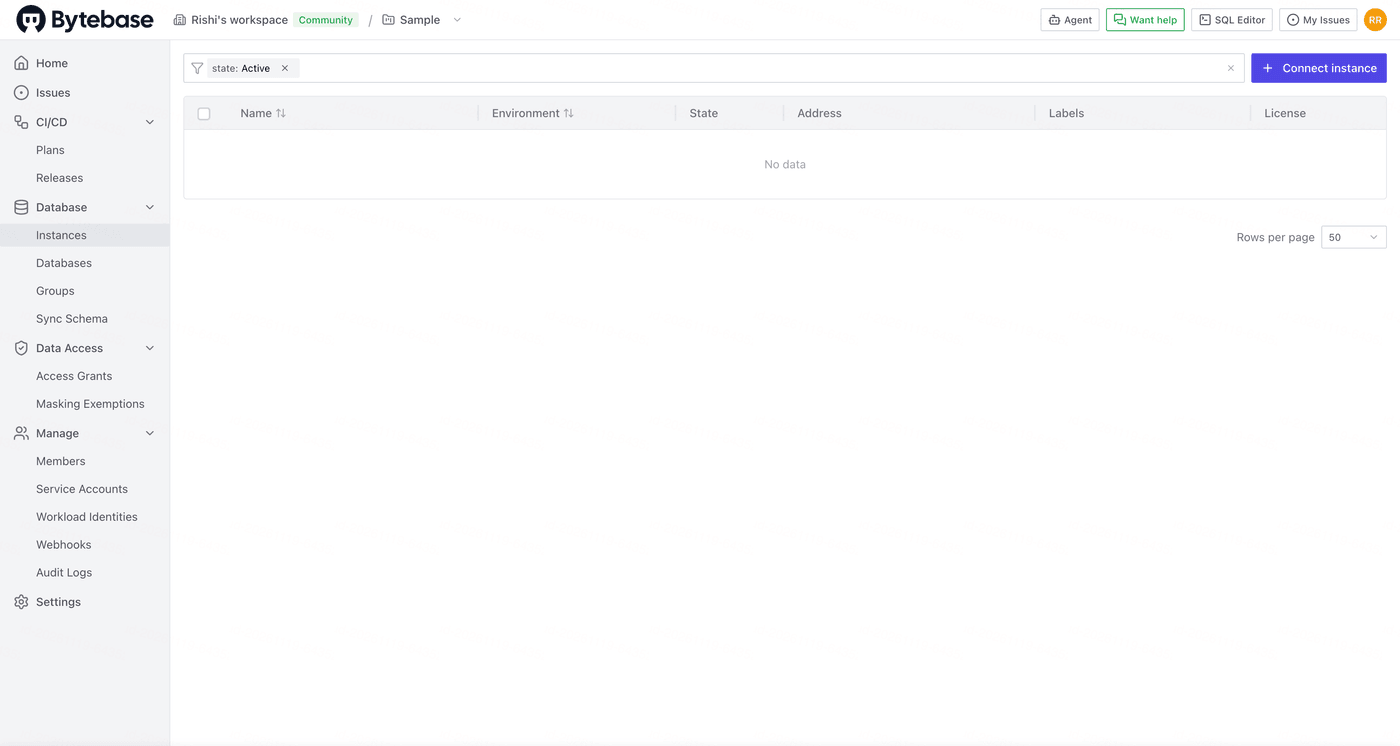 Bytebase Rishi's workspace Community / Sample Agent Want help SQL Editor My Issues RR
Home
Issues
CI/CD
Plans
Releases
Database
Instances
Databases
Groups
Sync Schema
Data Access
Access Grants
Masking Exemptions
Manage
Members
Service Accounts
Workload Identities
Webhooks
Audit Logs
Settings
state: Active
Connect instance
Name Environment State Address Labels License
No data
Rows per page 50